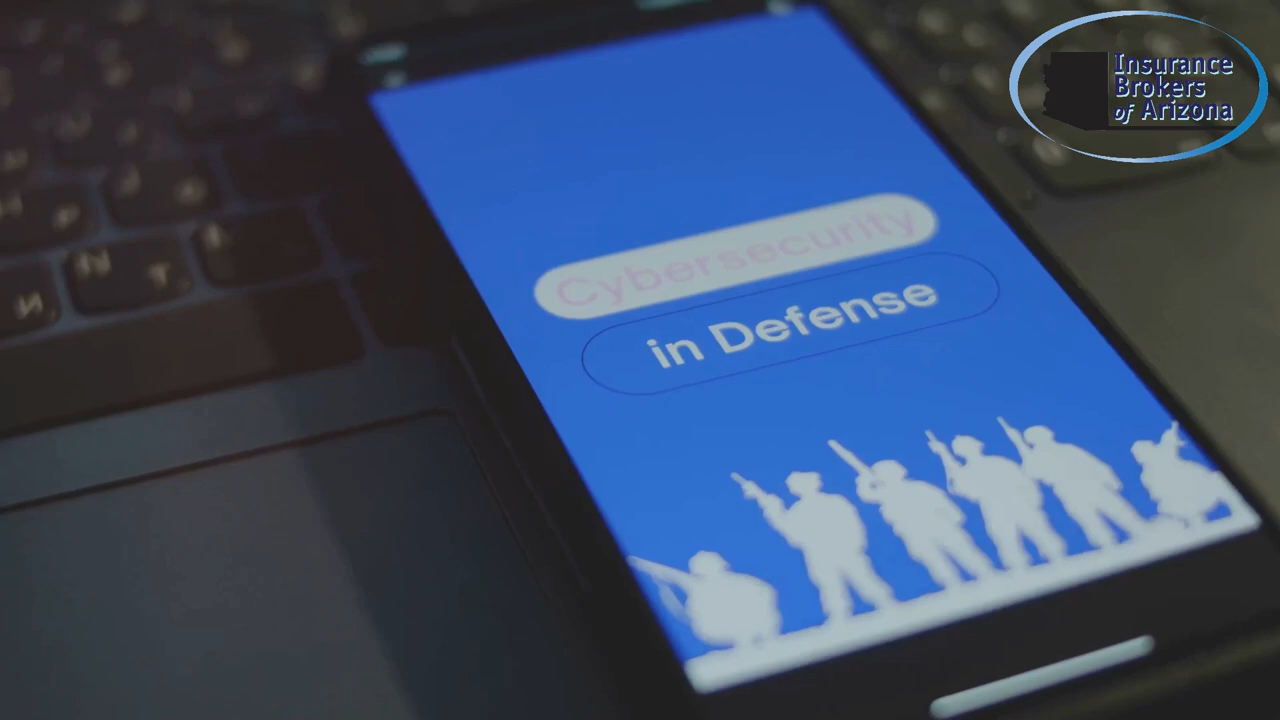 Insurance
Brokers
of Arizona
Cybersecurity
in Defense
И
N
т